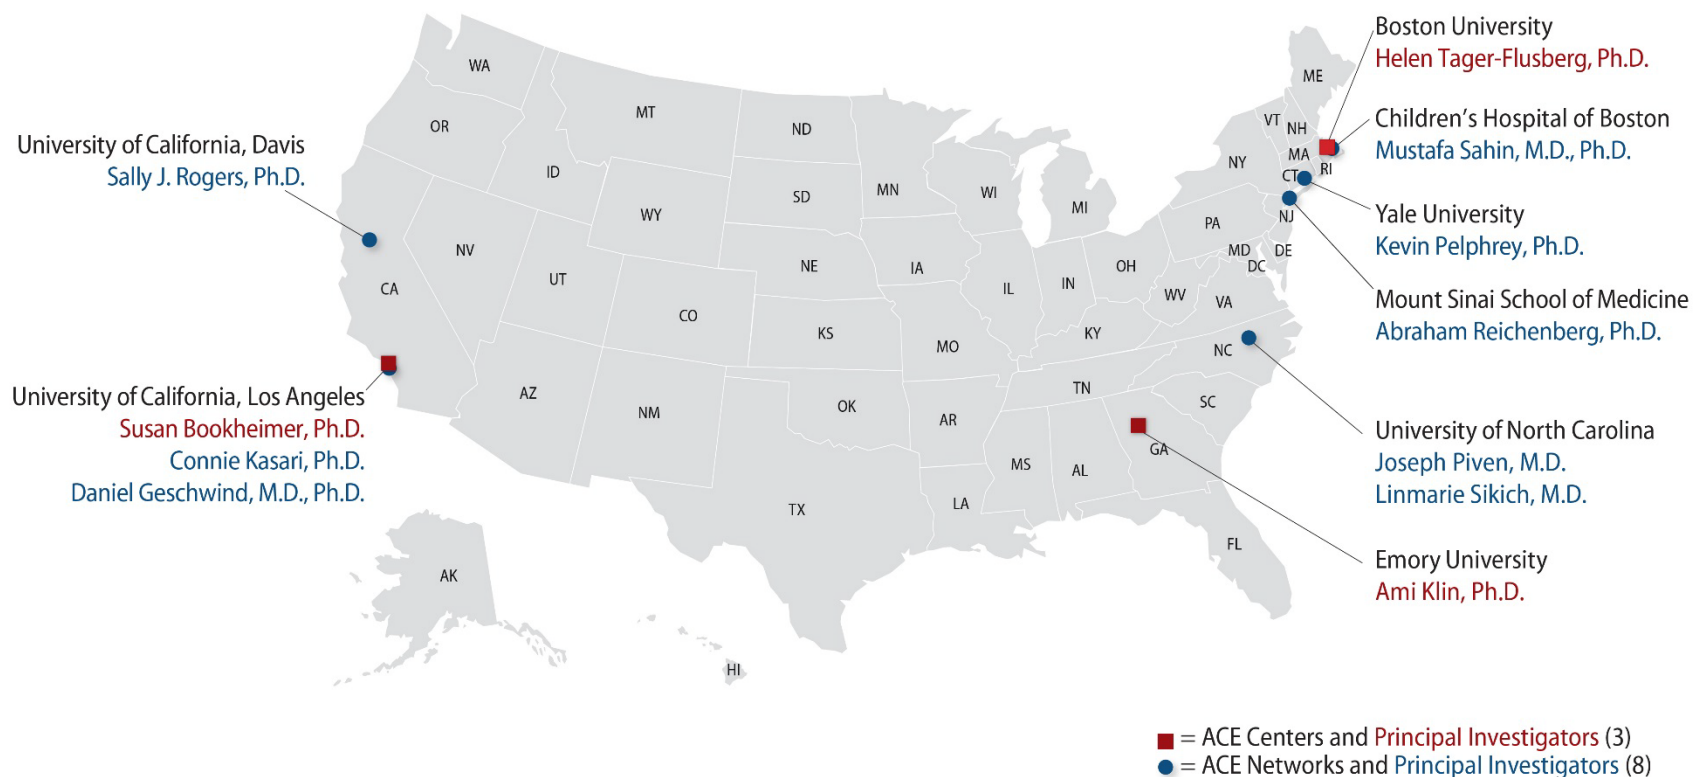 Boston University
Helen Tager-Flusberg, Ph.D.
Children’s Hospital of Boston
Mustafa Sahin, M.D., Ph.D.
Yale University
Kevin Pelphrey, Ph.D.
Mount Sinai School of Medicine
Abraham Reichenberg, Ph.D.
University of North Carolina
Joseph Piven, M.D.
Linmarie Sikich, M.D.
Emory University
Ami Klin, Ph.D.
University of California, Davis
Sally J. Rogers, Ph.D.
University of California, Los Angeles
Susan Bookheimer, Ph.D.
Connie Kasari, Ph.D.
Daniel Geschwind, M.D., Ph.D.
WA
OR
CA
ID
NV
MT
WY
UT
AZ
CO
NM
ND
SD
NE
KS
OK
TX
MN
IA
MO
AR
LA
WI
IL
MI
IN
OH
KY
TN
MS
AL
GA
FL
SC
NC
VA
WV
PA
NY
VT
NH
ME
MA
RI
CT
NJ
DE
MD
DC
AK
HI
= ACE Centers and Principal Investigators (3)
= ACE Networks and Principal Investigators (8)